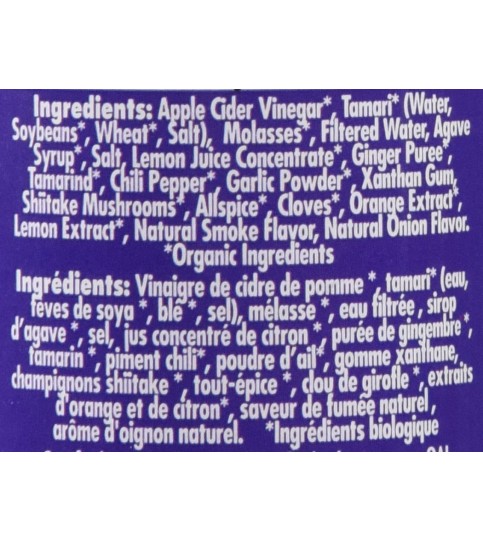 Ingredients: Apple Cider Vinegar*, Tamari* (Water,
Soybeans*, Wheat*, Salt), Molasses*, Filtered Water, Agave
Syrup*, Salt, Lemon Juice Concentrate*, Ginger Puree*,
Tamarind*, Chili Pepper*, Garlic Powder*, Xanthan Gum,
Shiitake Mushrooms*, Allspice*, Cloves*, Orange Extract*,
Lemon Extract*, Natural Smoke Flavor, Natural Onion Flavor.
*Organic Ingredients
Ingrédients: Vinaigre de cidre de pomme *, tamari* (eau,
feves de soya *, blé *, sel), mélasse *, eau filtrée , sirop
d'agave *, sel, jus concentré de citron *, purée de gingembre*,
tamarin *, piment chili*, poudre d'ail*, gomme xanthane,
champignons shiitake *, tout-épice *, clou de girofle *, extraits
d'orange et de citron*, saveur de fumée naturel,
arôme d'oignon naturel. *Ingrédients biologique